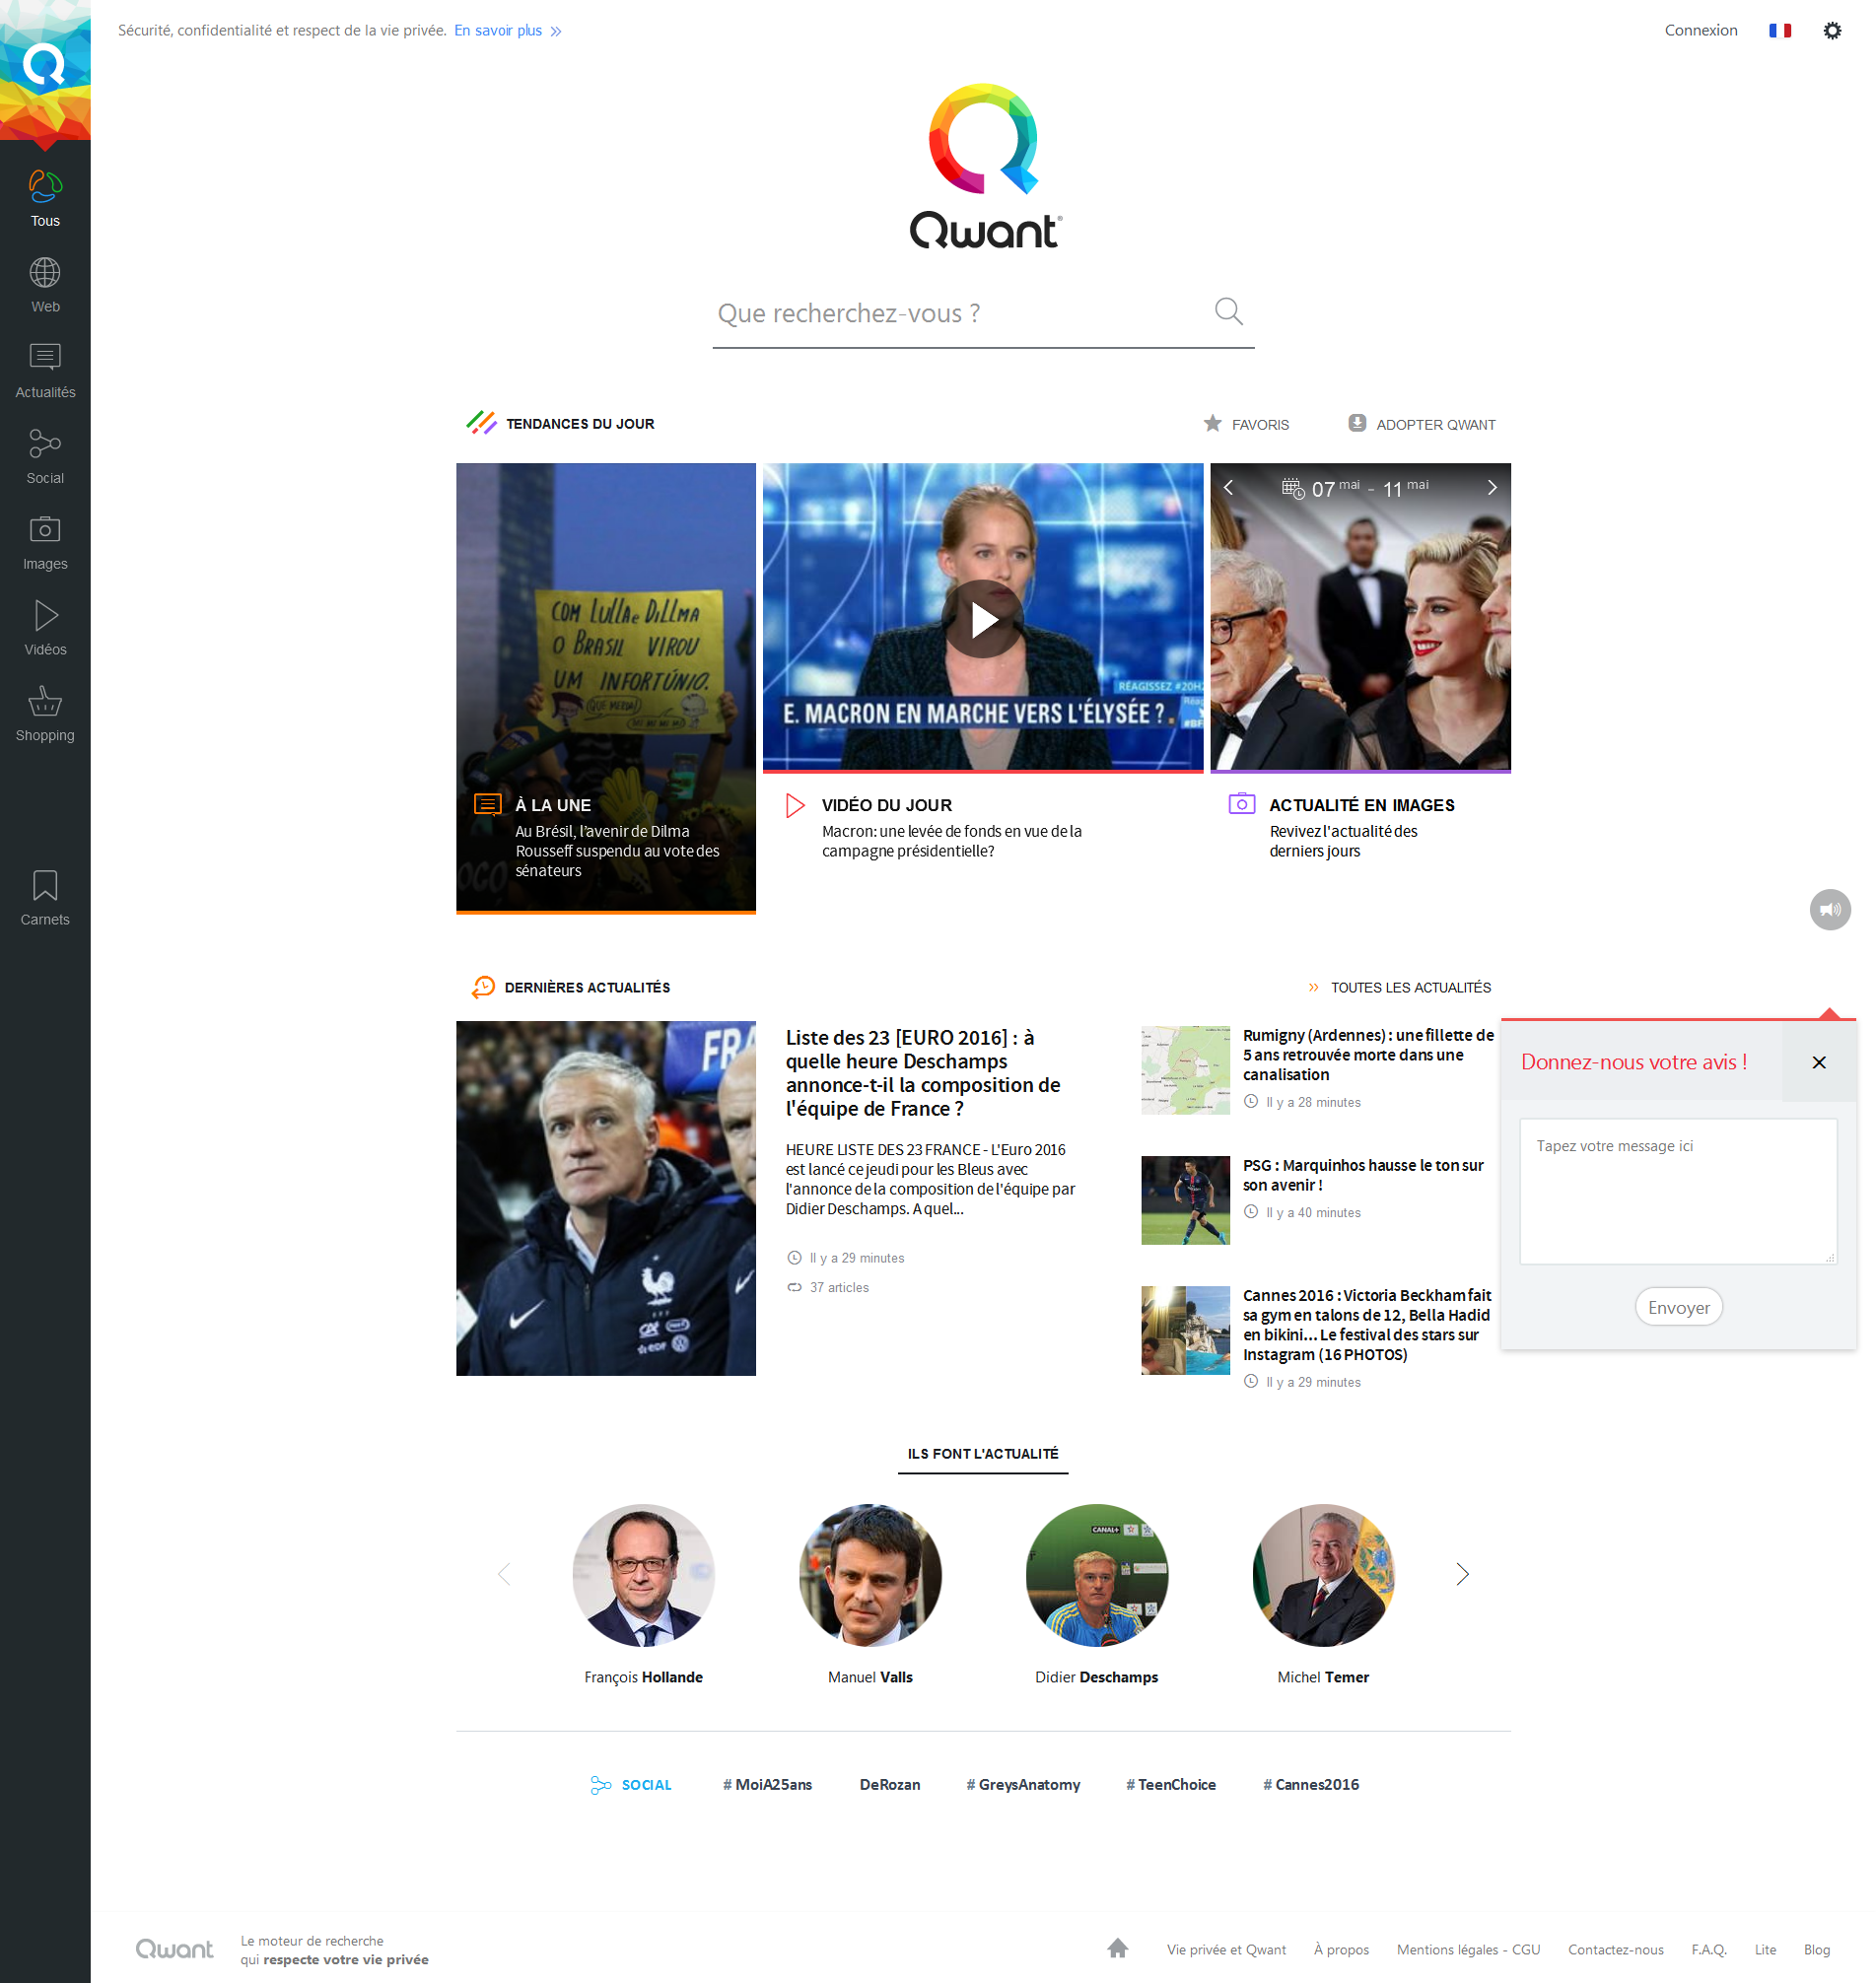 Sécurité, confidentialité et respect de la vie privée. En savoir plus »
Connexion
Qwant®
Que recherchez-vous ?
Tous
Web
Actualités
Social
Images
Vidéos
Shopping
Carnets
TENDANCES DU JOUR
FAVORIS
ADOPTER QWANT
COM LULLA e DILLMA
O BRASIL VIROU
UM INFORTÚNIO.
À LA UNE
Au Brésil, l'avenir de Dilma
Rousseff suspendu au vote des
sénateurs
RÉAGISSEZ #20H
E. MACRON EN MARCHE VERS L'ÉLYSÉE ?
VIDÉO DU JOUR
Macron: une levée de fonds en vue de la
campagne présidentielle?
07 mai - 11 mai
ACTUALITÉ EN IMAGES
Revivez l'actualité des
derniers jours
DERNIÈRES ACTUALITÉS
» TOUTES LES ACTUALITÉS
FRA
FFF
Liste des 23 [EURO 2016] : à
quelle heure Deschamps
annonce-t-il la composition de
l'équipe de France ?
HEURE LISTE DES 23 FRANCE - L'Euro 2016
est lancé ce jeudi pour les Bleus avec
l'annonce de la composition de l'équipe par
Didier Deschamps. A quel...
Il y a 29 minutes
37 articles
Rumigny (Ardennes) : une fillette de
5 ans retrouvée morte dans une
canalisation
Il y a 28 minutes
PSG : Marquinhos hausse le ton sur
son avenir !
Il y a 40 minutes
Cannes 2016 : Victoria Beckham fait
sa gym en talons de 12, Bella Hadid
en bikini... Le festival des stars sur
Instagram (16 PHOTOS)
Il y a 29 minutes
Donnez-nous votre avis !
Tapez votre message ici
Envoyer
ILS FONT L'ACTUALITÉ
CANAL+
François Hollande
Manuel Valls
Didier Deschamps
Michel Temer
SOCIAL
# MoiA25ans
DeRozan
# GreysAnatomy
# TeenChoice
# Cannes2016
Qwant
Le moteur de recherche
qui respecte votre vie privée
Vie privée et Qwant
À propos
Mentions légales - CGU
Contactez-nous
F.A.Q.
Lite
Blog